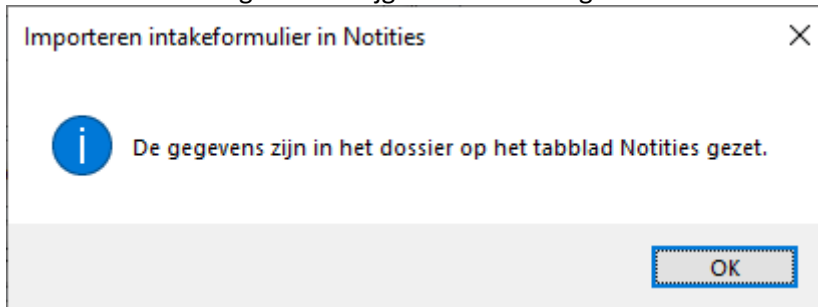 Importeren intakeformulier in Notities
De gegevens zijn in het dossier op het tabblad Notities gezet.
OK